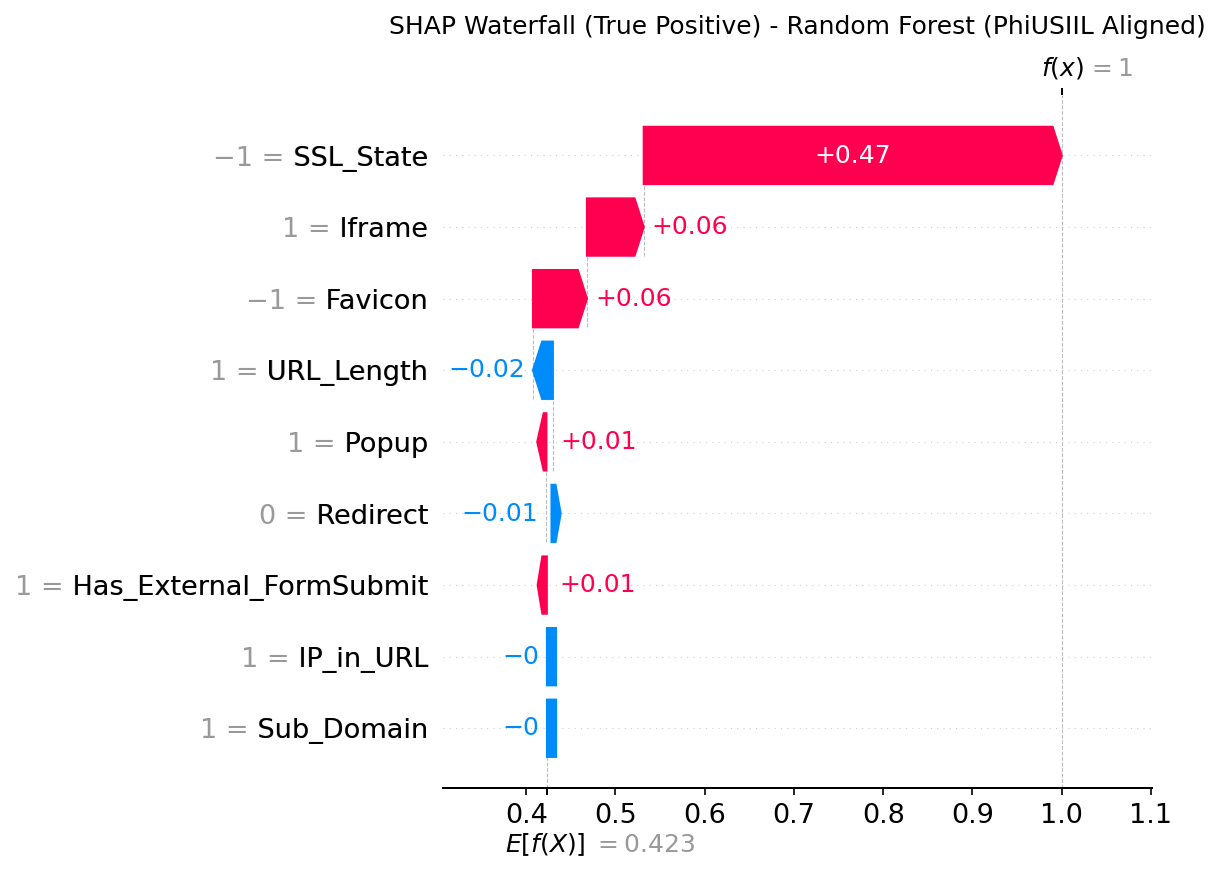 SHAP Waterfall (True Positive) - Random Forest (PhiUSIIL Aligned)
f(x) = 1
−1 = SSL_State
+0.47
1 = Iframe
+0.06
−1 = Favicon
+0.06
1 = URL_Length
−0.02
1 = Popup
+0.01
0 = Redirect
−0.01
1 = Has_External_FormSubmit
+0.01
1 = IP_in_URL
−0
1 = Sub_Domain
−0
0.4 0.5 0.6 0.7 0.8 0.9 1.0 1.1
E[f(X)] = 0.423